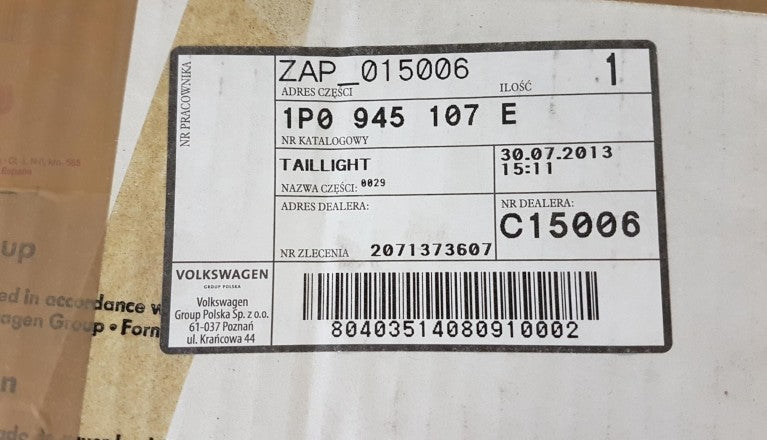 NR PRACOWNIKA
ZAP_015006
ADRES CZĘŚCI
ILOŚĆ
1
1P0 945 107 E
NR KATALOGOWY
TAILLIGHT
NAZWA CZĘŚCI: 0029
30.07.2013
15:11
ADRES DEALERA:
NR DEALERA:
C15006
NR ZLECENIA 2071373607
VOLKSWAGEN
GROUP POLSKA
Volkswagen
Group Polska Sp. z o.o.
61-037 Poznań
ul. Krańcowa 44
80403514080910002
España
up
ed in accordance w
agen Group • Form
n